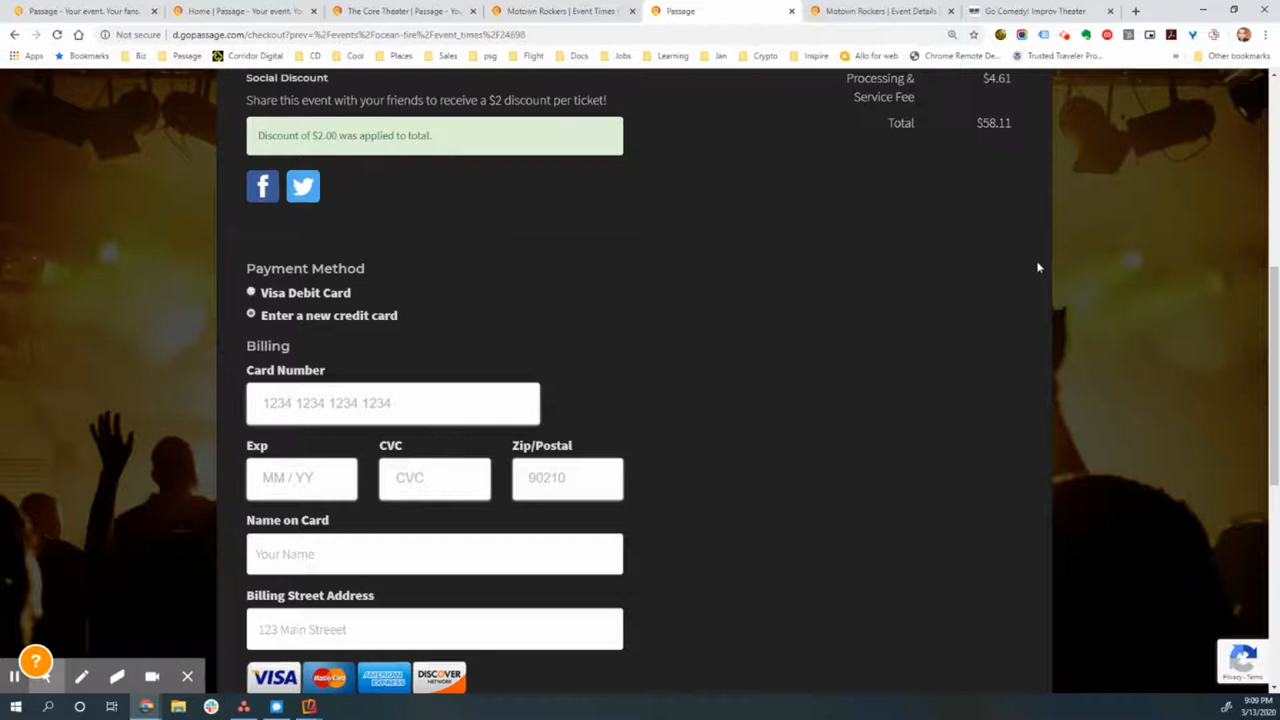 Passage - Your event. Your fans.
Home | Passage - Your event. Yo
The Core Theater | Passage - Yo
Motown Rockers | Event Times |
Passage
Motown Rockers | Event Details |
Go Comedy! Improv Theater
Not secure
d.gopassage.com/checkout?prev=%2Fevents%2Focean-fire%2Fevent_times%2F24698
Apps
Bookmarks
Biz
Passage
Corridor Digital
CD
Cool
Places
Sales
psg
Flight
Docs
Jobs
Learning
Jan
Crypto
Inspire
Allo for web
Chrome Remote De...
Trusted Traveler Pro...
»
Other bookmarks
Social Discount
Share this event with your friends to receive a $2 discount per ticket!
Discount of $2.00 was applied to total.
Processing & $4.61
Service Fee
Total $58.11
Payment Method
Visa Debit Card
Enter a new credit card
Billing
Card Number
1234 1234 1234 1234
Exp CVC Zip/Postal
MM / YY CVC 90210
Name on Card
Your Name
Billing Street Address
123 Main Streeet
VISA MasterCard AMERICAN EXPRESS DISCOVER NETWORK
?
Privacy - Terms
9:09 PM
3/13/2020